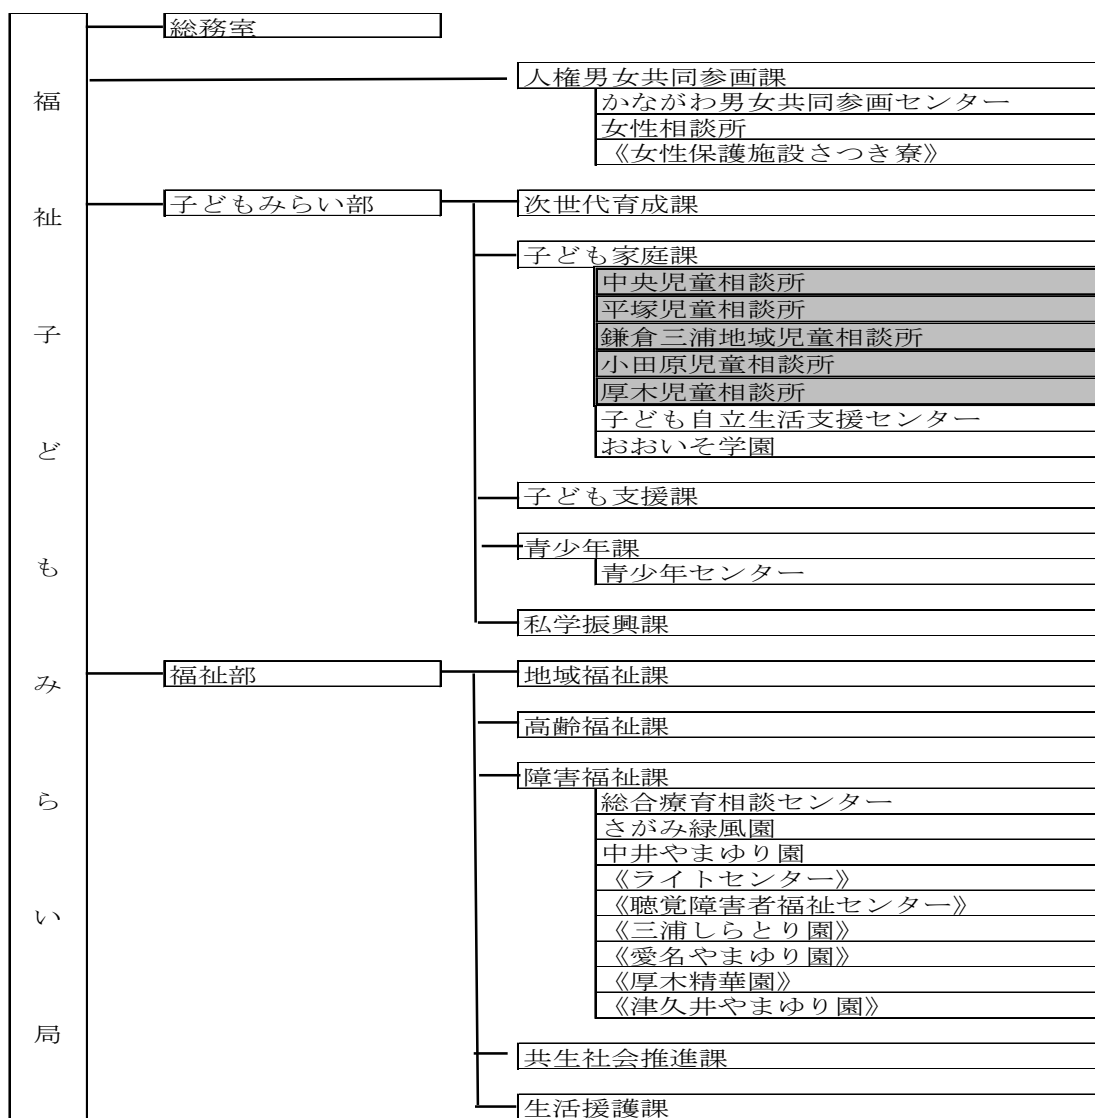 福祉子どもみらい局
総務室
人権男女共同参画課
かながわ男女共同参画センター
女性相談所
《女性保護施設さつき寮》
子どもみらい部
次世代育成課
子ども家庭課
中央児童相談所
平塚児童相談所
鎌倉三浦地域児童相談所
小田原児童相談所
厚木児童相談所
子ども自立生活支援センター
おおいそ学園
子ども支援課
青少年課
青少年センター
私学振興課
福祉部
地域福祉課
高齢福祉課
障害福祉課
総合療育相談センター
さがみ緑風園
中井やまゆり園
《ライトセンター》
《聴覚障害者福祉センター》
《三浦しらとり園》
《愛名やまゆり園》
《厚木精華園》
《津久井やまゆり園》
共生社会推進課
生活援護課